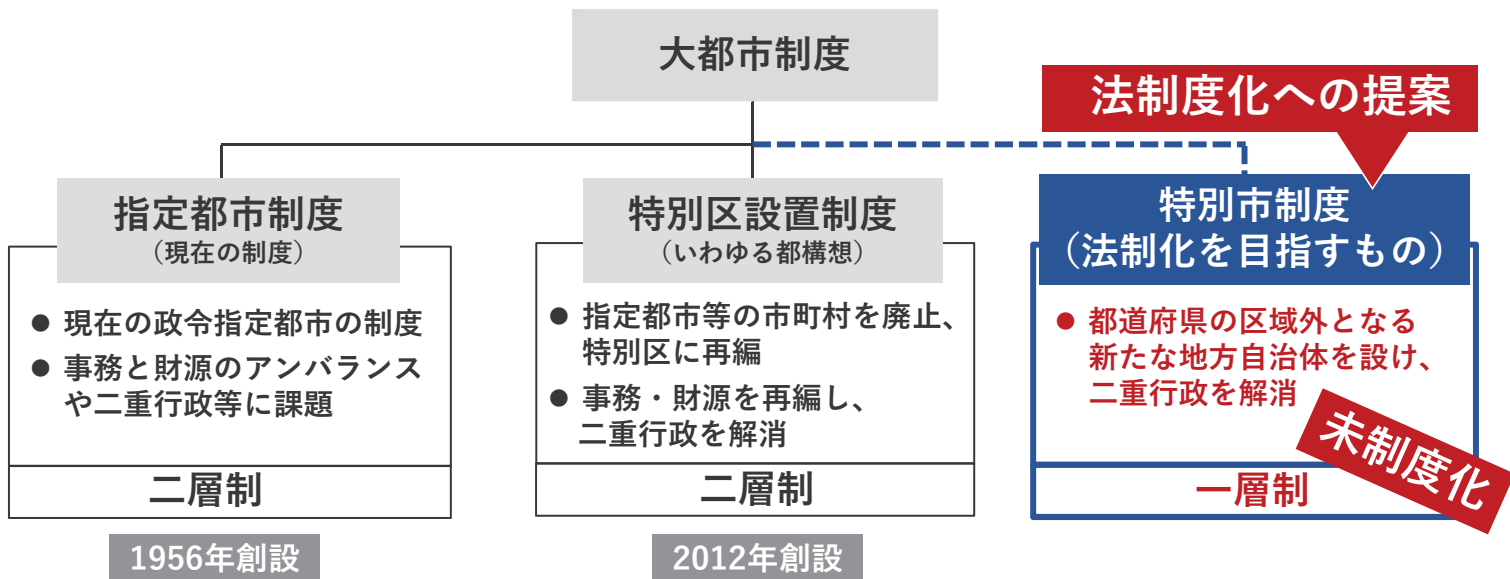 大都市制度
法制度化への提案
指定都市制度
（現在の制度）
● 現在の政令指定都市の制度
● 事務と財源のアンバランス
や二重行政等に課題
二層制
1956年創設
特別区設置制度
（いわゆる都構想）
● 指定都市等の市町村を廃止、
特別区に再編
● 事務・財源を再編し、
二重行政を解消
二層制
2012年創設
特別市制度
（法制化を目指すもの）
● 都道府県の区域外となる
新たな地方自治体を設け、
二重行政を解消
未制度化
一層制